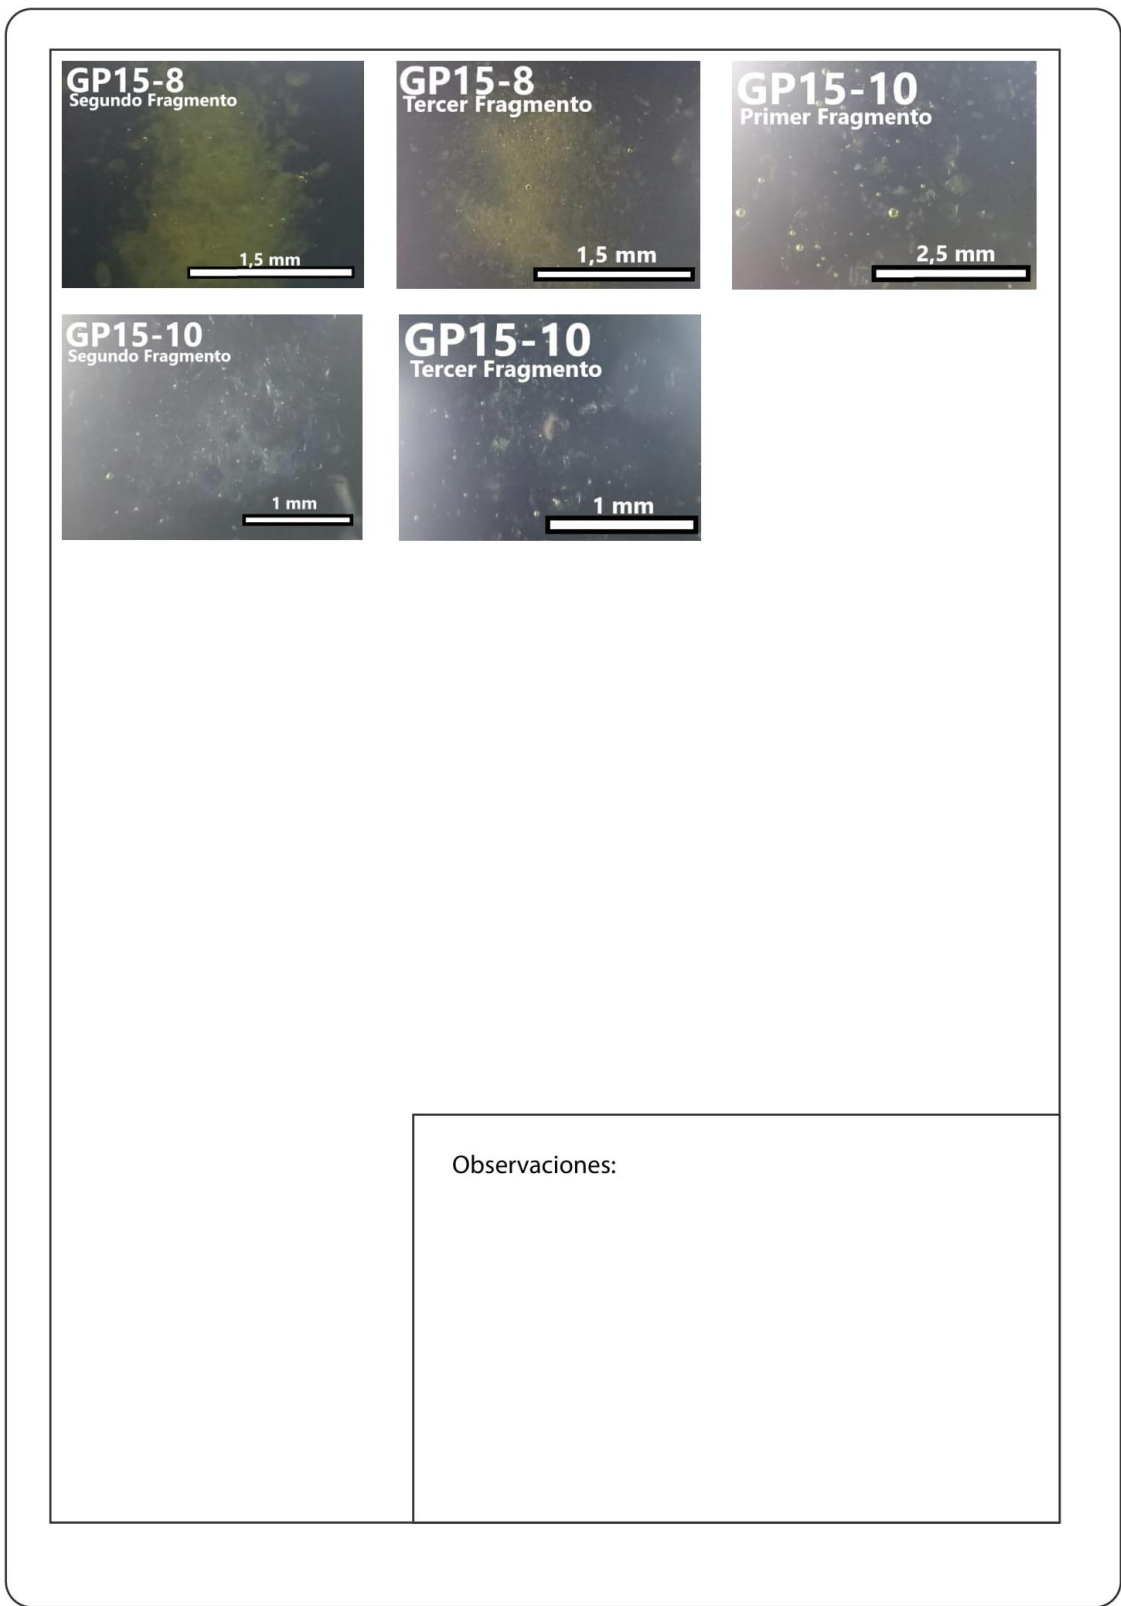 GP15-8
Segundo Fragmento
1,5 mm
GP15-8
Tercer Fragmento
1,5 mm
GP15-10
Primer Fragmento
2,5 mm
GP15-10
Segundo Fragmento
1 mm
GP15-10
Tercer Fragmento
1 mm
Observaciones: